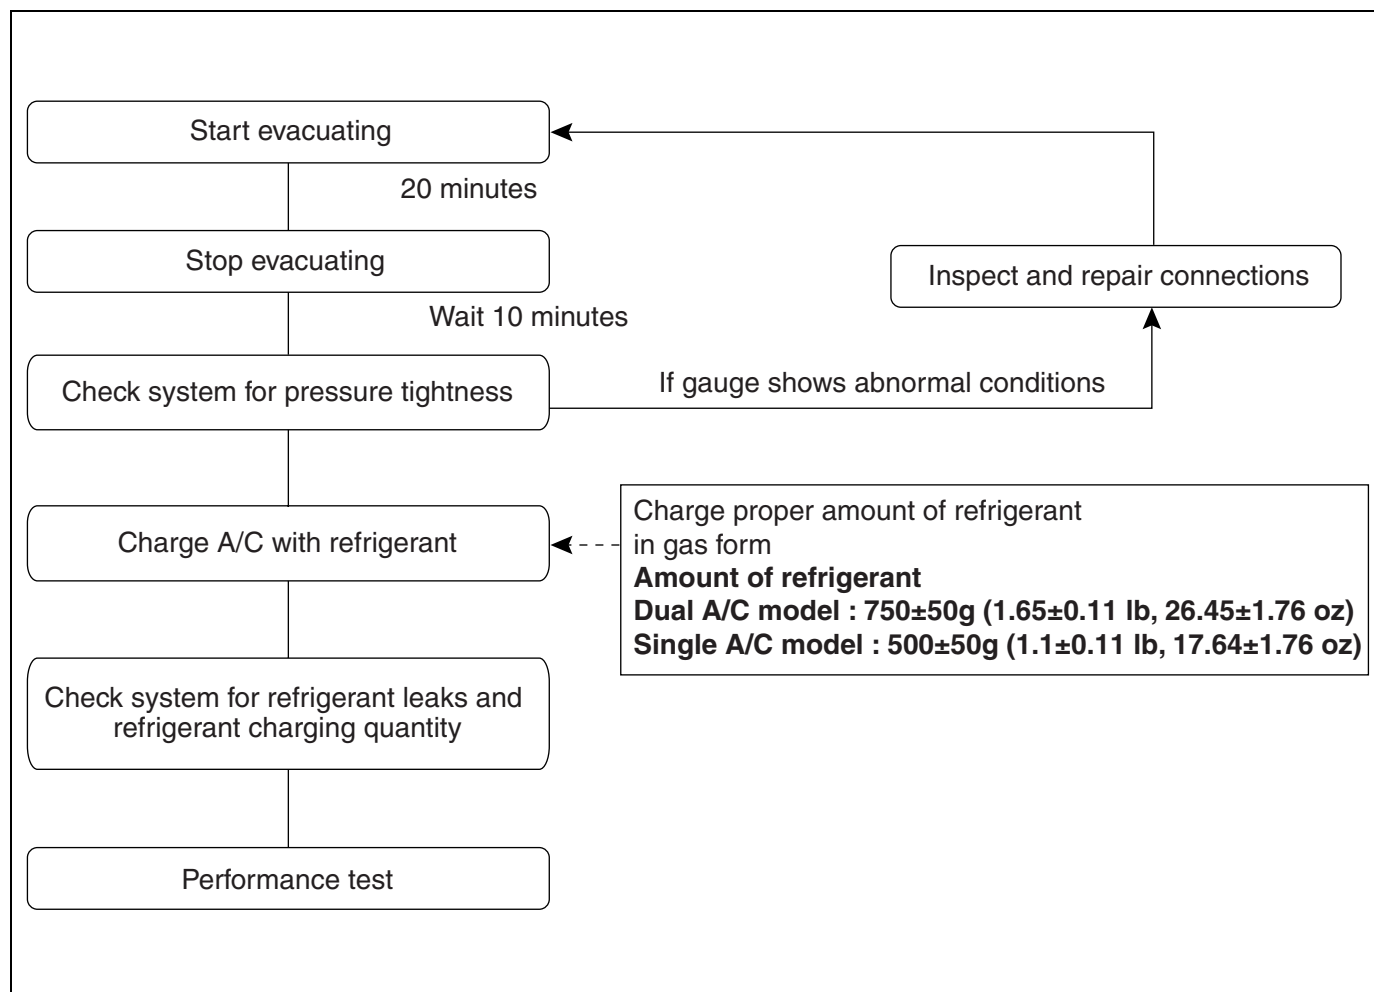 Start evacuating
20 minutes
Stop evacuating
Inspect and repair connections
Wait 10 minutes
Check system for pressure tightness
If gauge shows abnormal conditions
Charge A/C with refrigerant
Charge proper amount of refrigerant
in gas form
Amount of refrigerant
Dual A/C model : 750±50g (1.65±0.11 lb, 26.45±1.76 oz)
Single A/C model : 500±50g (1.1±0.11 lb, 17.64±1.76 oz)
Check system for refrigerant leaks and
refrigerant charging quantity
Performance test